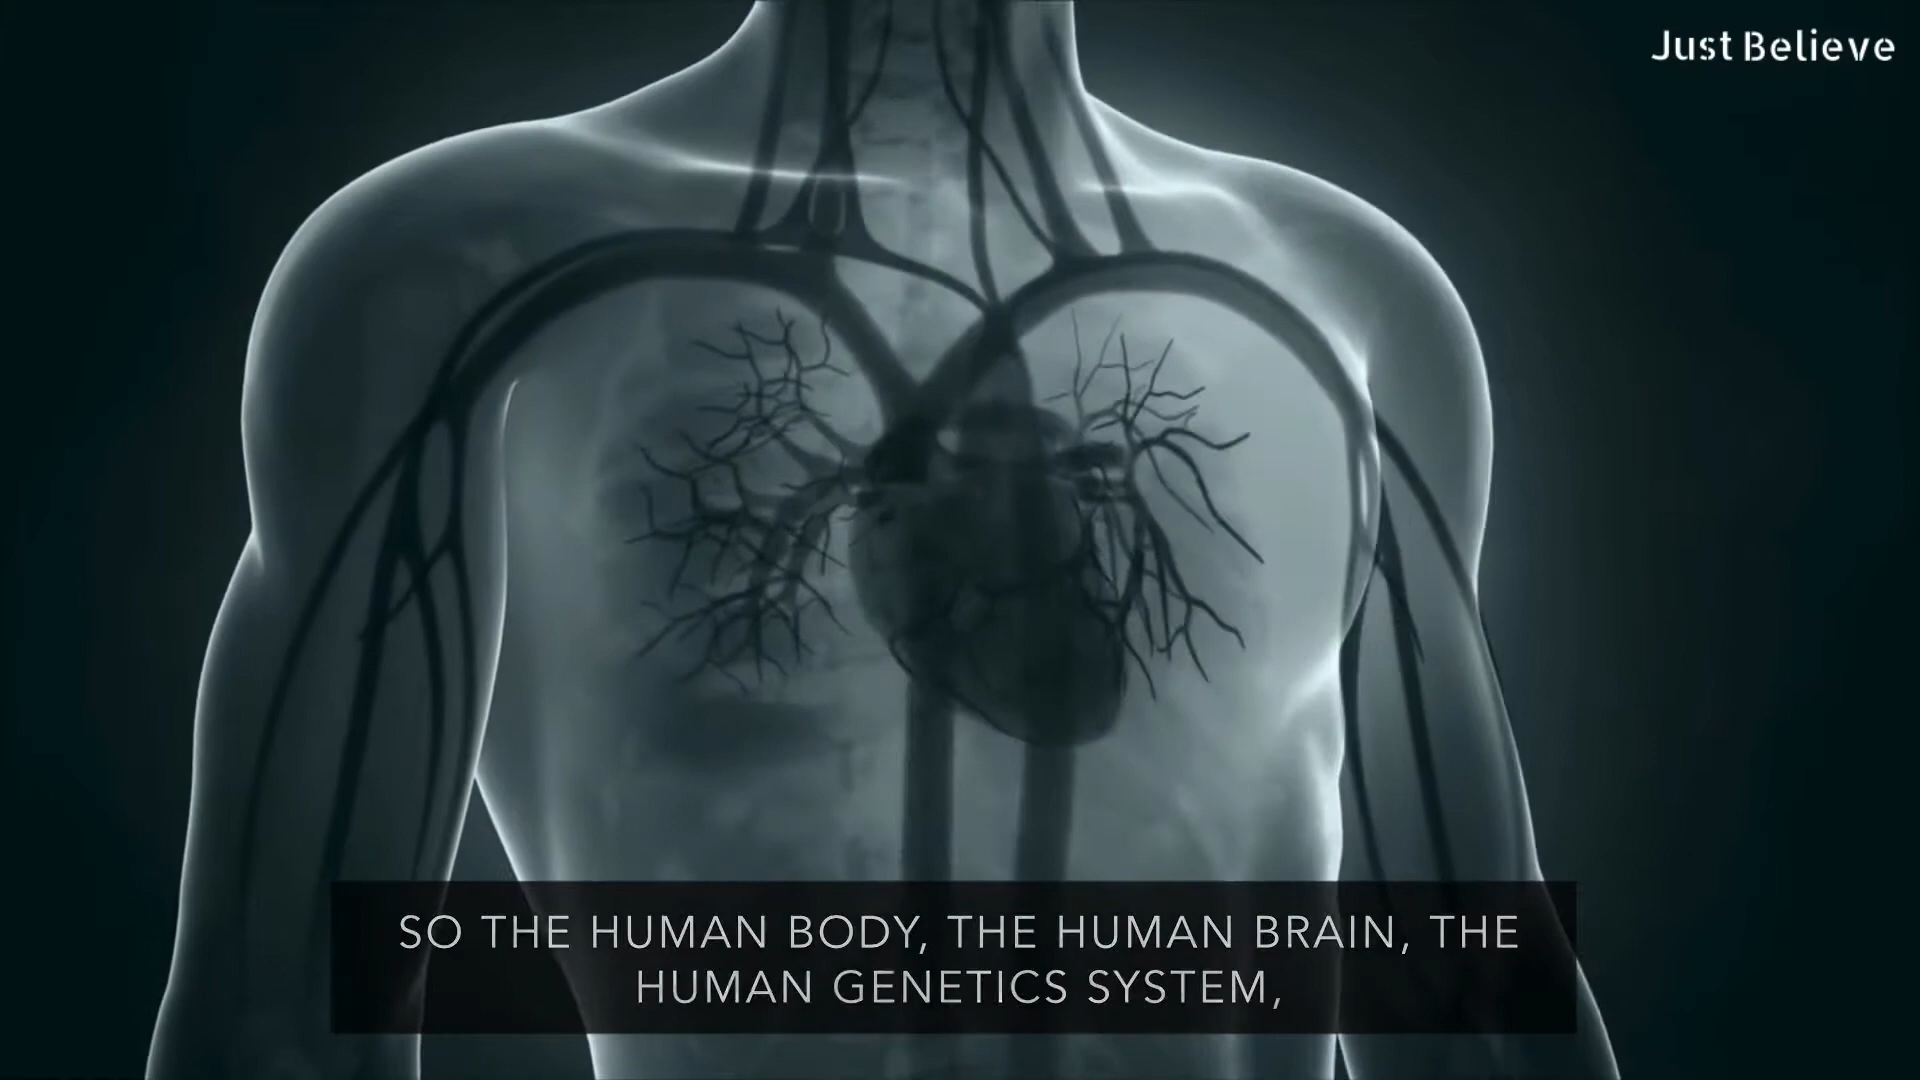 Just Believe
SO THE HUMAN BODY, THE HUMAN BRAIN, THE
HUMAN GENETICS SYSTEM,